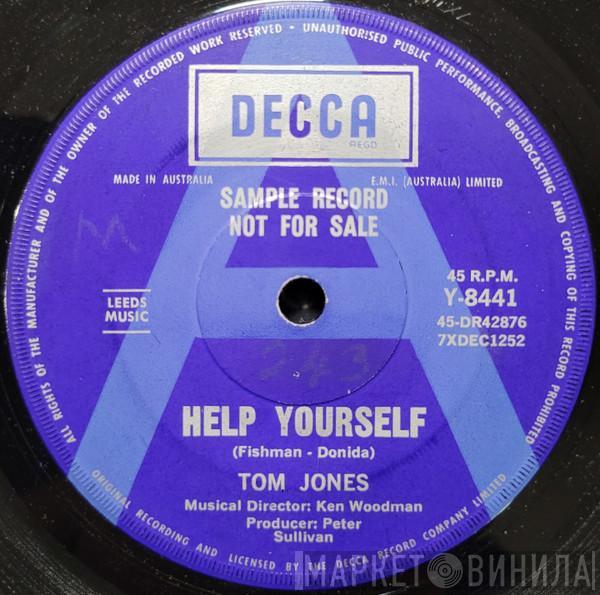 ALL RIGHTS OF THE MANUFACTURER AND OF THE OWNER OF THE RECORDED WORK RESERVED - UNAUTHORISED PUBLIC PERFORMANCE, BROADCASTING AND COPYING OF THIS RECORD PROHIBITED
DECCA
REGD
MADE IN AUSTRALIA
E.M.I. (AUSTRALIA) LIMITED
SAMPLE RECORD
NOT FOR SALE
M
45 R.P.M.
Y-8441
LEEDS
MUSIC
45-DR42876
7XDEC1252
243
HELP YOURSELF
(Fishman - Donida)
TOM JONES
Musical Director: Ken Woodman
Producer: Peter
Sullivan
ORIGINAL RECORDING AND LICENSED BY THE DECCA RECORD COMPANY LIMITED
МАРКЕТ ВИНИЛА